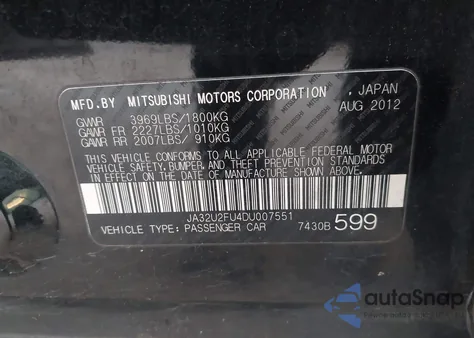 MFD.BY MITSUBISHI MOTORS CORPORATION , JAPAN
AUG 2012
GVWR 3969LBS/1800KG
GAWR FR 2227LBS/1010KG
GAWR RR 2007LBS/ 910KG
THIS VEHICLE CONFORMS TO ALL APPLICABLE FEDERAL MOTOR
VEHICLE SAFETY, BUMPER, AND THEFT PREVENTION STANDARDS
IN EFFECT ON THE DATE OF MANUFACTURE SHOWN ABOVE.
JA32U2FU4DU007551
VEHICLE TYPE: PASSENGER CAR 7430B 599
autoSnap